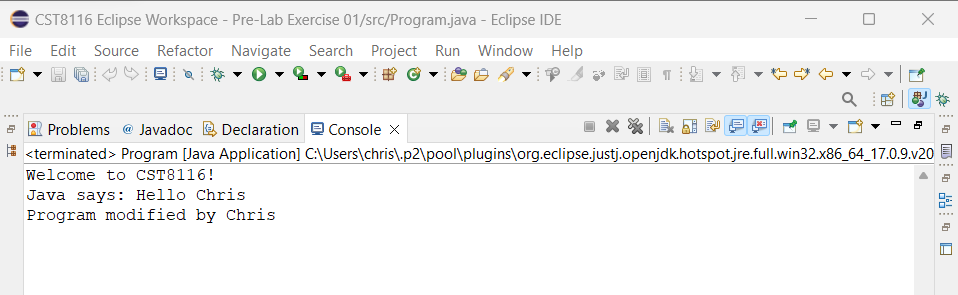 CST8116 Eclipse Workspace - Pre-Lab Exercise 01/src/Program.java - Eclipse IDE
File Edit Source Refactor Navigate Search Project Run Window Help
Problems @ Javadoc Declaration Console
<terminated> Program [Java Application] C:\Users\chris\.p2\pool\plugins\org.eclipse.justj.openjdk.hotspot.jre.full.win32.x86_64_17.0.9.v20
Welcome to CST8116!
Java says: Hello Chris
Program modified by Chris